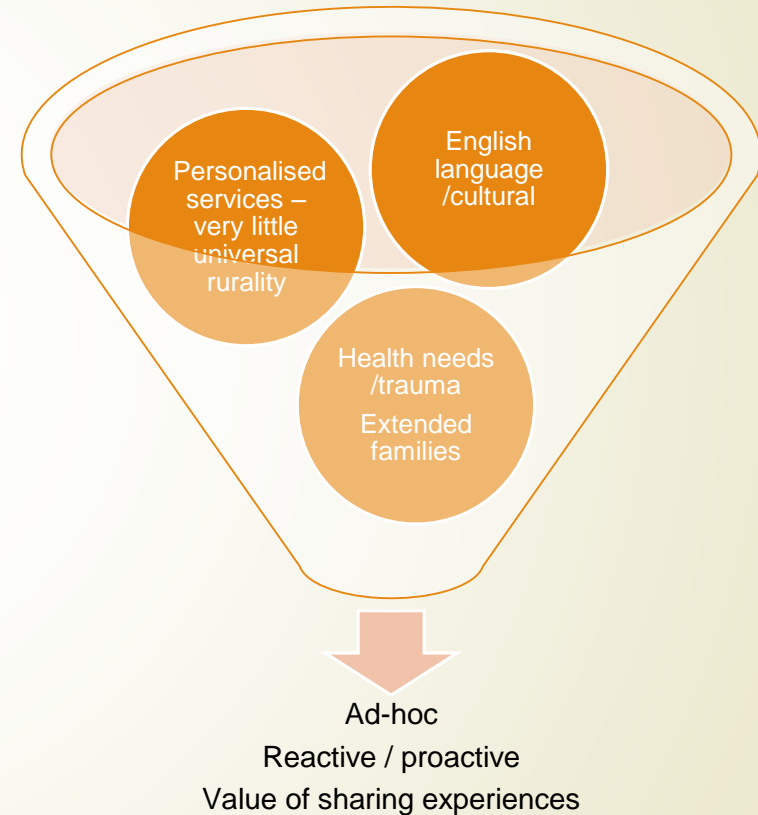 Personalised
services –
very little
universal
rurality
English
language
/cultural
Health needs
/trauma
Extended
families
Ad-hoc
Reactive / proactive
Value of sharing experiences